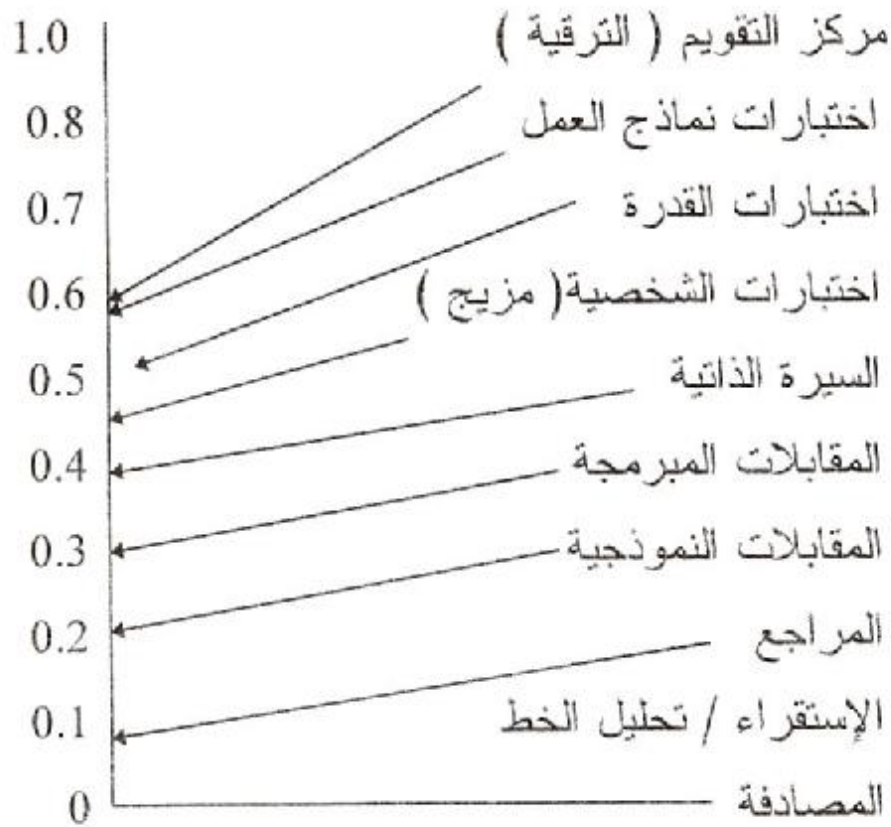 1.0 مركز التقويم ( الترقية )
0.8 اختبارات نماذج العمل
0.7 اختبارات القدرة
0.6 اختبارات الشخصية( مزيج )
0.5 السيرة الذاتية
0.4 المقابلات المبرمجة
0.3 المقابلات النموذجية
0.2 المراجع
0.1 الإستقراء / تحليل الخط
0 المصادفة